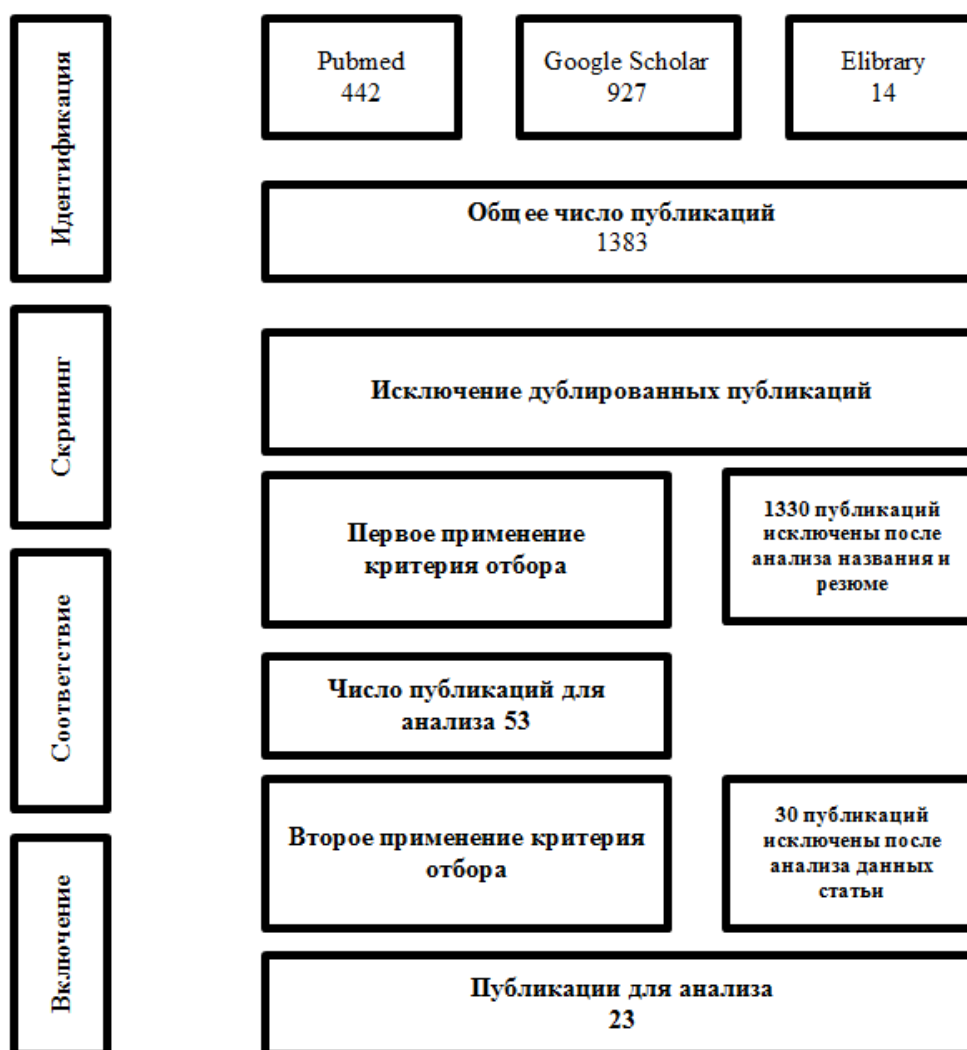 Идентификация
Pubmed
442
Google Scholar
927
Elibrary
14
Общее число публикаций
1383
Скрининг
Исключение дублированных публикаций
Первое применение
критерия отбора
1330 публикаций
исключены после
анализа названия и
резюме
Соответствие
Число публикаций для
анализа 53
Второе применение критерия
отбора
30 публикаций
исключены после
анализа данных
статьи
Включение
Публикации для анализа
23